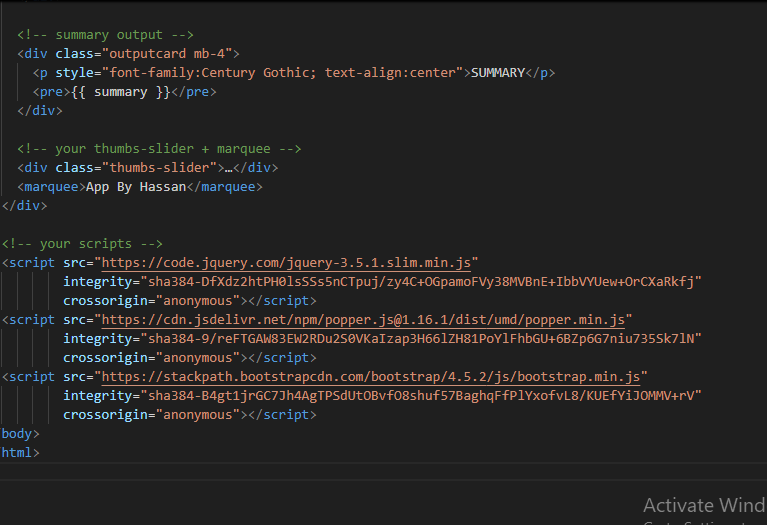 <!-- summary output -->
<div class="outputcard mb-4">
<p style="font-family:Century Gothic; text-align:center">SUMMARY</p>
<pre>{{ summary }}</pre>
</div>
<!-- your thumbs-slider + marquee -->
<div class="thumbs-slider">…</div>
<marquee>App By Hassan</marquee>
</div>
<!-- your scripts -->
<script src="https://code.jquery.com/jquery-3.5.1.slim.min.js"
integrity="sha384-DfXdz2htPH0lsSSs5nCTpuj/zy4C+OGpamoFVy38MVBnE+IbbVYUew+OrCXaRkfj"
crossorigin="anonymous"></script>
<script src="https://cdn.jsdelivr.net/npm/popper.js@1.16.1/dist/umd/popper.min.js"
integrity="sha384-9/reFTGAW83EW2RDu2S0VKaIzap3H66lZH81PoYlFhbGU+6BZp6G7niu735Sk7lN"
crossorigin="anonymous"></script>
<script src="https://stackpath.bootstrapcdn.com/bootstrap/4.5.2/js/bootstrap.min.js"
integrity="sha384-B4gt1jrGC7Jh4AgTPSdUtOBvfO8shuf57BaghqFfPlYxofvL8/KUEfYiJOMMV+rV"
crossorigin="anonymous"></script>
body>
html>
Activate Wind